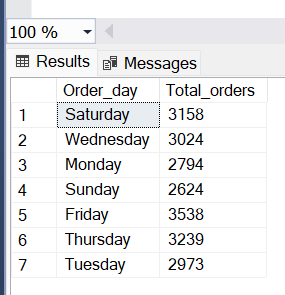 100 %
Results Messages
Order_day Total_orders
1 Saturday 3158
2 Wednesday 3024
3 Monday 2794
4 Sunday 2624
5 Friday 3538
6 Thursday 3239
7 Tuesday 2973